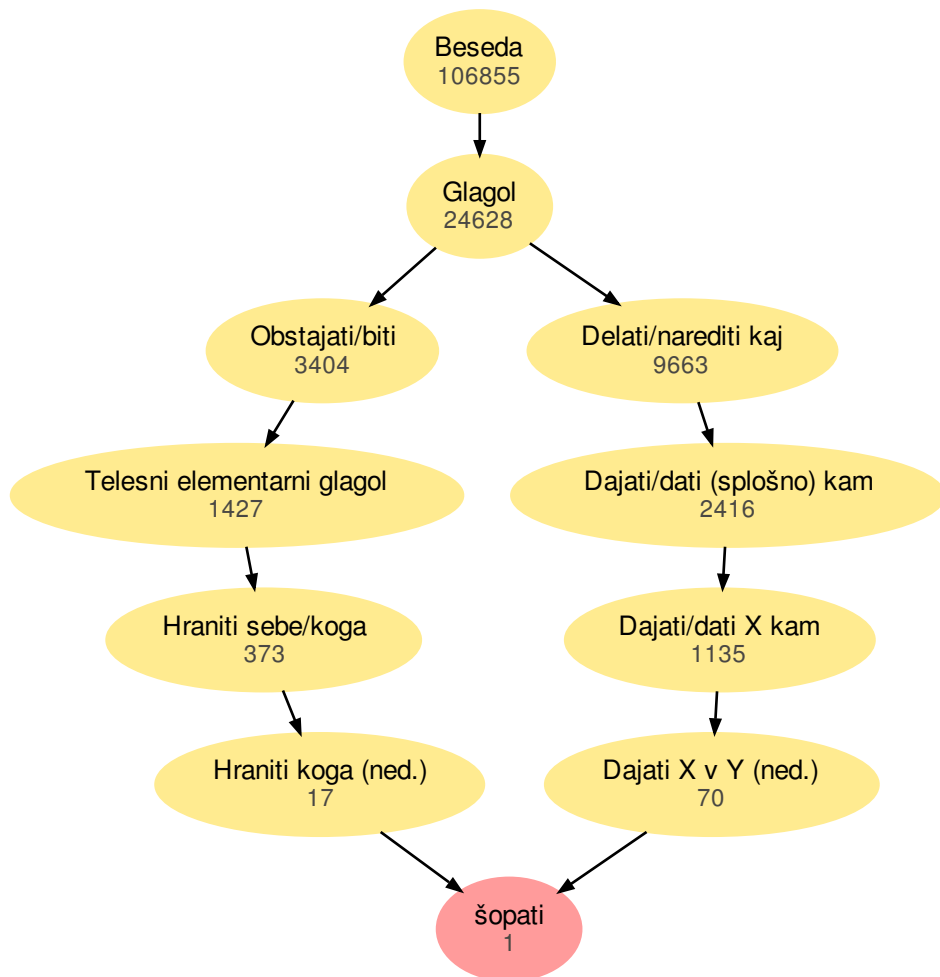 Beseda
106855
Glagol
24628
Obstajati/biti
3404
Delati/narediti kaj
9663
Telesni elementarni glagol
1427
Dajati/dati (splošno) kam
2416
Hraniti sebe/koga
373
Dajati/dati X kam
1135
Hraniti koga (ned.)
17
Dajati X v Y (ned.)
70
šopati
1